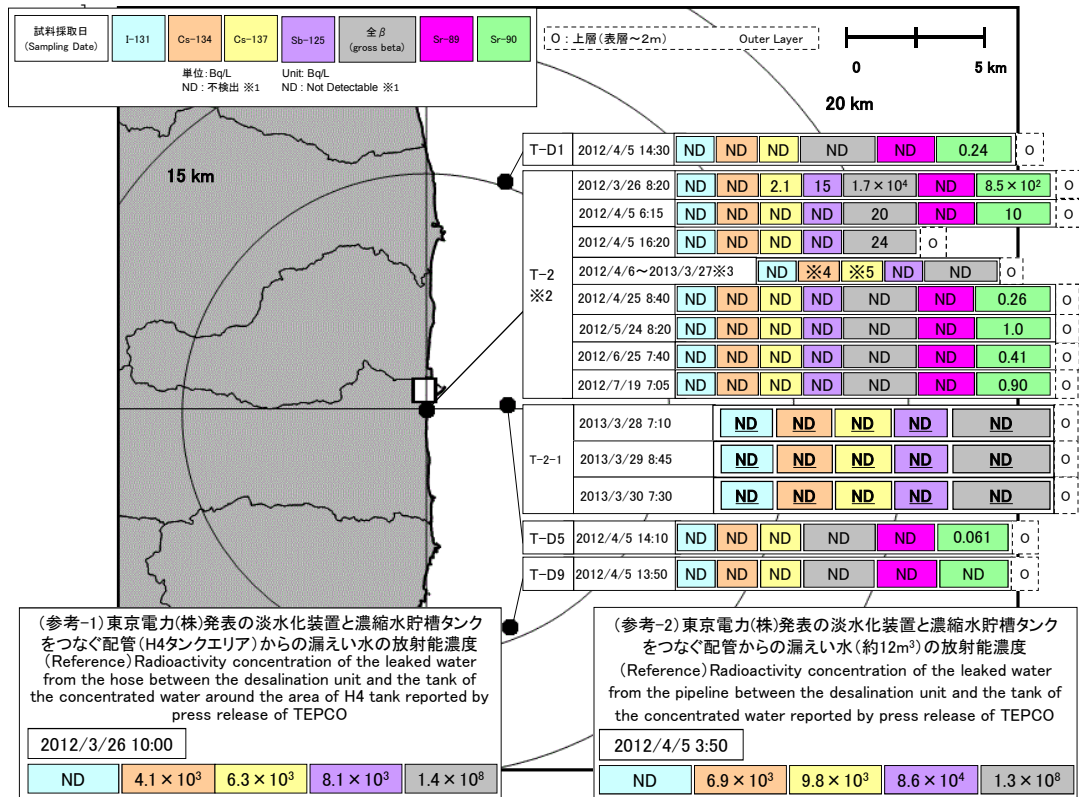 試料採取日
(Sampling Date)
I-131
Cs-134
Cs-137
Sb-125
全β
(gross beta)
Sr-89
Sr-90
単位:Bq/L Unit: Bq/L
ND : 不検出 ※1 ND : Not Detectable ※1
O : 上層(表層～2m) Outer Layer
0 5 km
20 km
15 km
T-D1 2012/4/5 14:30 ND ND ND ND ND 0.24 O
T-2
※2
2012/3/26 8:20 ND ND 2.1 15 1.7×10⁴ ND 8.5×10² O
2012/4/5 6:15 ND ND ND ND 20 ND 10 O
2012/4/5 16:20 ND ND ND ND 24 O
2012/4/6～2013/3/27※3 ND ※4 ※5 ND ND O
2012/4/25 8:40 ND ND ND ND ND ND 0.26 O
2012/5/24 8:20 ND ND ND ND ND ND 1.0 O
2012/6/25 7:40 ND ND ND ND ND ND 0.41 O
2012/7/19 7:05 ND ND ND ND ND ND 0.90 O
T-2-1
2013/3/28 7:10 ND ND ND ND ND O
2013/3/29 8:45 ND ND ND ND ND O
2013/3/30 7:30 ND ND ND ND ND O
T-D5 2012/4/5 14:10 ND ND ND ND ND 0.061 O
T-D9 2012/4/5 13:50 ND ND ND ND ND ND O
(参考-1)東京電力(株)発表の淡水化装置と濃縮水貯槽タンク
をつなぐ配管(H4タンクエリア)からの漏えい水の放射能濃度
(Reference)Radioactivity concentration of the leaked water
from the hose between the desalination unit and the tank of
the concentrated water around the area of H4 tank reported by
press release of TEPCO
2012/3/26 10:00
ND 4.1×10³ 6.3×10³ 8.1×10³ 1.4×10⁸
(参考-2)東京電力(株)発表の淡水化装置と濃縮水貯槽タンク
をつなぐ配管からの漏えい水(約12m³)の放射能濃度
(Reference)Radioactivity concentration of the leaked water
from the pipeline between the desalination unit and the tank of
the concentrated water reported by press release of TEPCO
2012/4/5 3:50
ND 6.9×10³ 9.8×10³ 8.6×10⁴ 1.3×10⁸